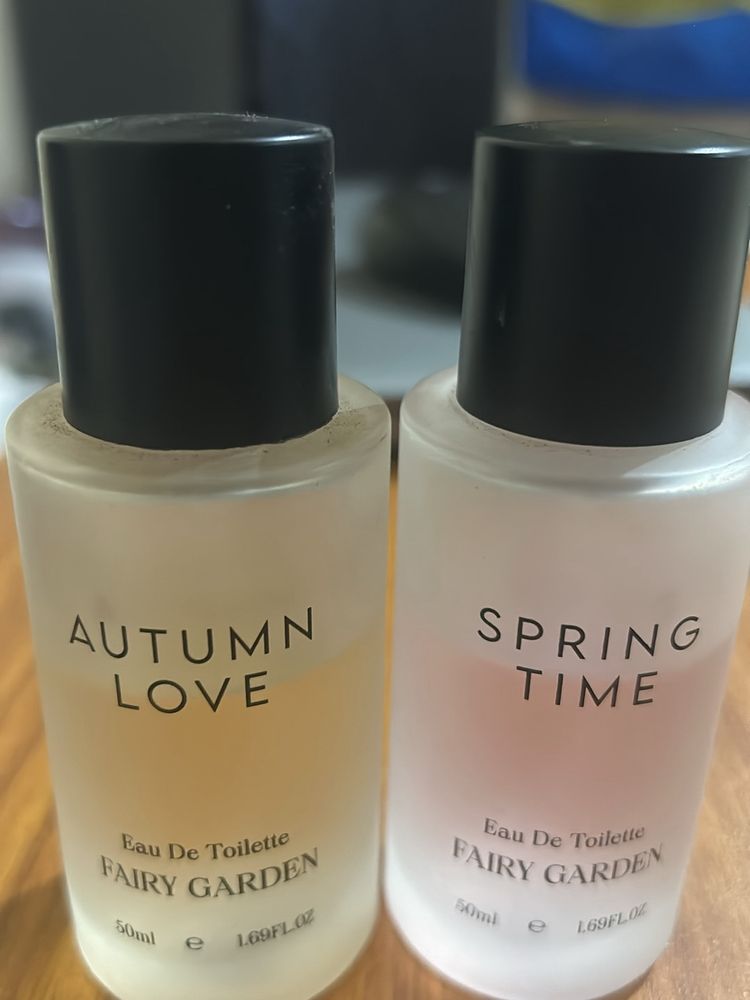 AUTUMN
LOVE
Eau De Toilette
FAIRY GARDEN
50ml e 1.69FL.OZ
SPRING
TIME
Eau De Toilette
FAIRY GARDEN
50ml e 1.69FL.OZ